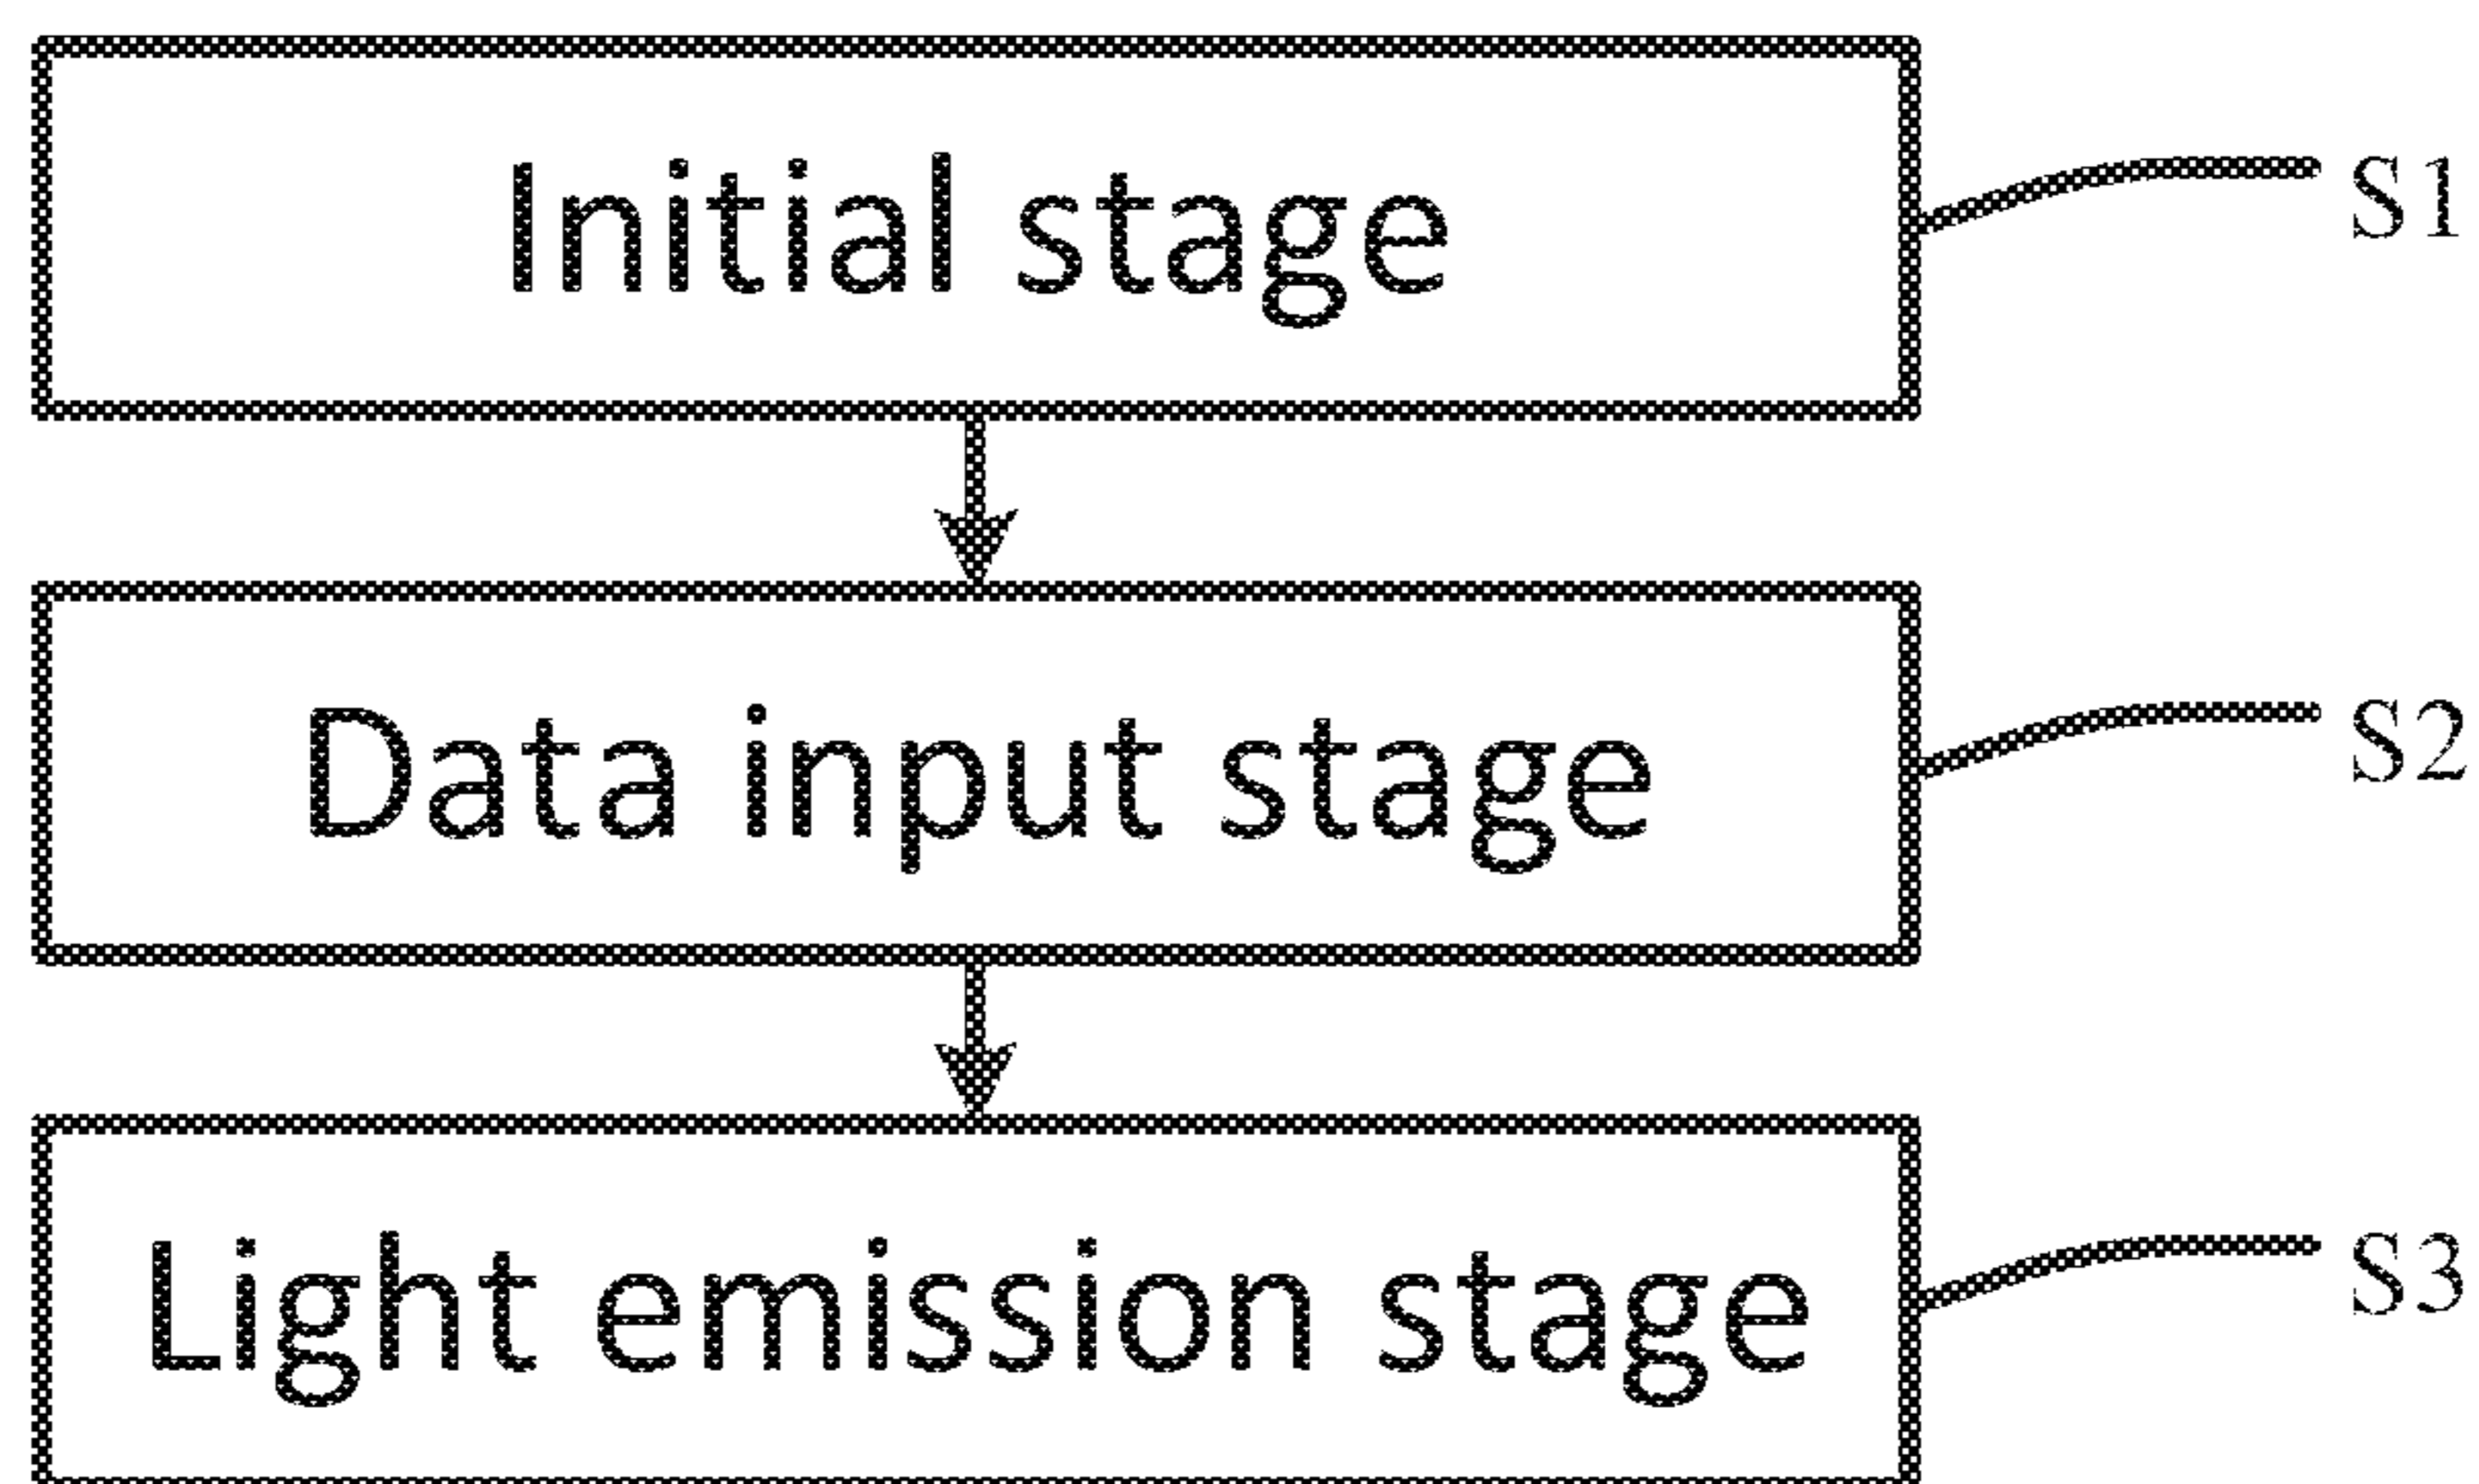 Initial stage
S1
Data input stage
S2
Light emission stage
S3